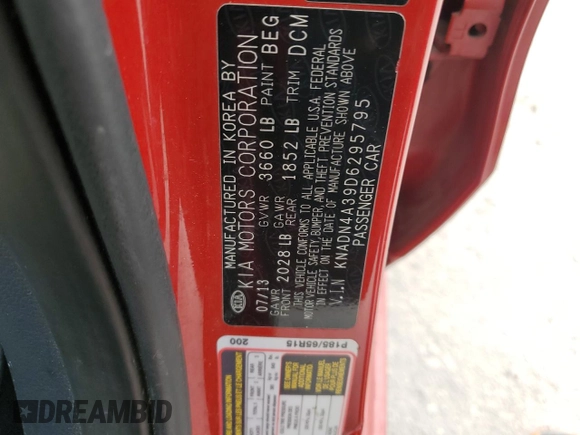 MANUFACTURED IN KOREA BY
KIA MOTORS CORPORATION
07/13 GVWR 3660 LB PAINT BEG
GAWR FRONT 2028 LB GAWR REAR 1852 LB TRIM DCM
THIS VEHICLE CONFORMS TO ALL APPLICABLE U.S.A. FEDERAL
MOTOR VEHICLE SAFETY, BUMPER, AND THEFT PREVENTION STANDARDS
IN EFFECT ON THE DATE OF MANUFACTURE SHOWN ABOVE
V.I.N KNADN4A39D6295795
PASSENGER CAR
KIA
P185/65R15
200
DREAMBID